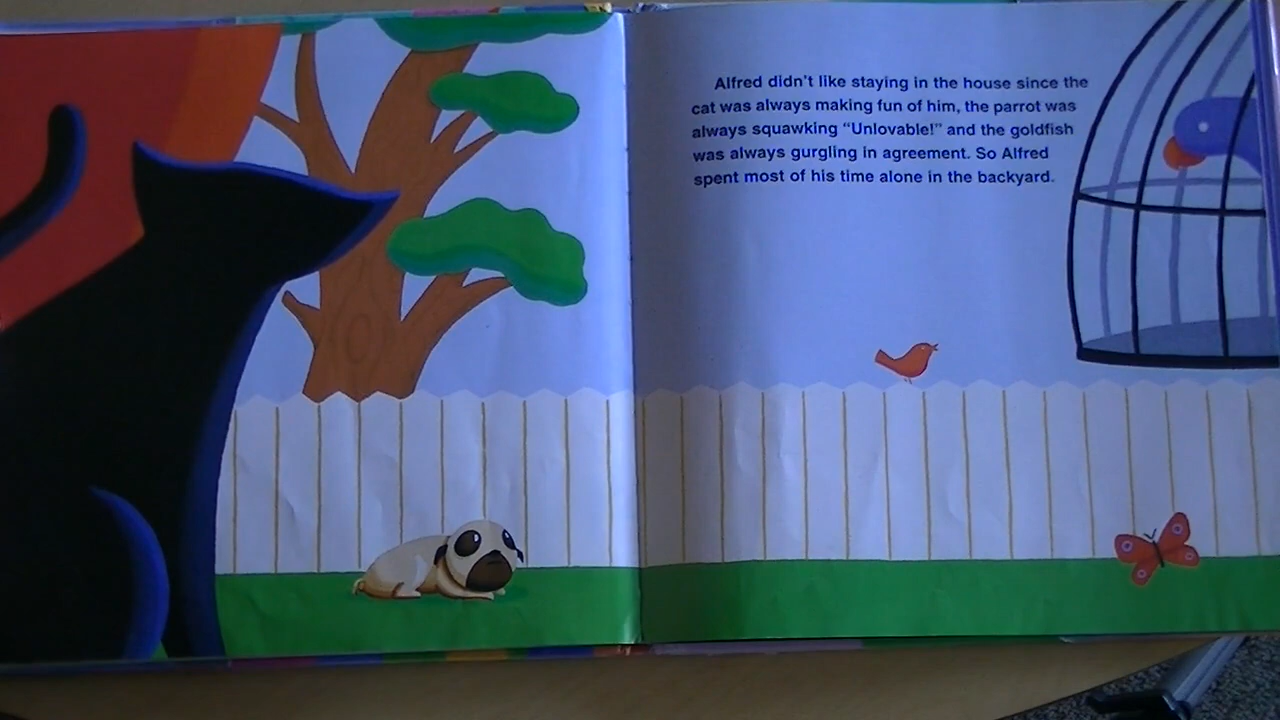 Alfred didn't like staying in the house since the
cat was always making fun of him, the parrot was
always squawking “Unlovable!” and the goldfish
was always gurgling in agreement. So Alfred
spent most of his time alone in the backyard.